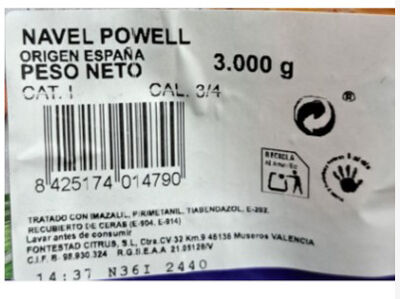 NAVEL POWELL
ORIGEN ESPAÑA
PESO NETO 3.000 g
CAT. I CAL. 3/4
®
8 425174 014790
RECICLA
TRATADO CON IMAZALIL, PIRIMETANIL, TIABENDAZOL, E-202.
RECUBIERTO DE CERAS (E-904, E-914)
Lavar antes de consumir
FONTESTAD CITRUS, S.L, Ctra.CV 32 Km.9 46136 Museros VALENCIA
C.I.F. B-98.930.324 R.G.S.E.A.A 21.05128/V
14:37 N36I 2440